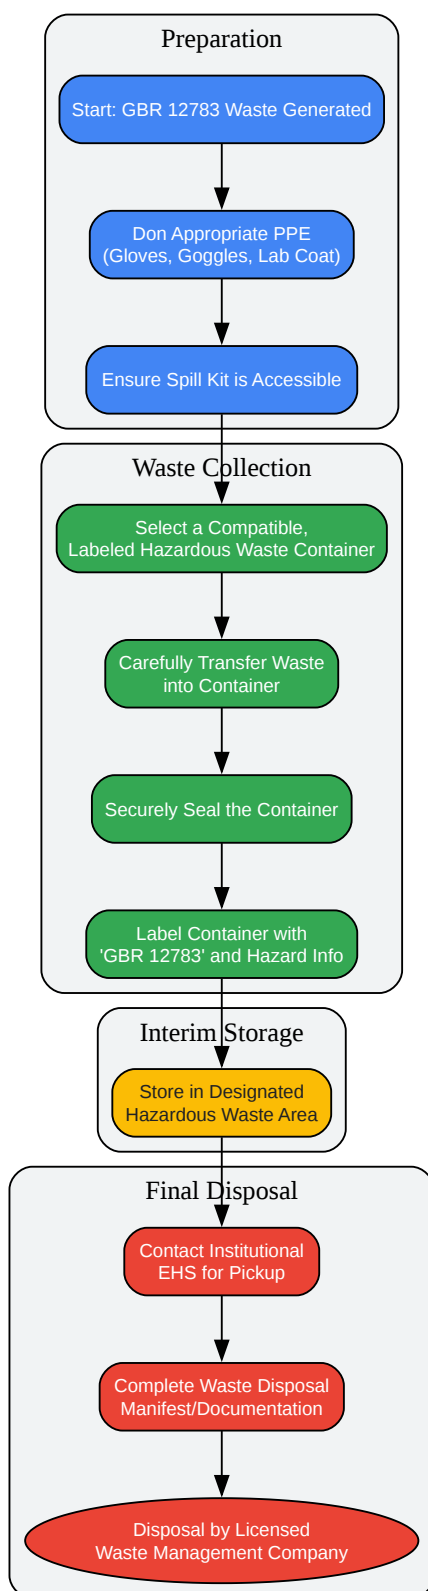 Preparation
Start: GBR 12783 Waste Generated
Don Appropriate PPE
(Gloves, Goggles, Lab Coat)
Ensure Spill Kit is Accessible
Waste Collection
Select a Compatible,
Labeled Hazardous Waste Container
Carefully Transfer Waste
into Container
Securely Seal the Container
Label Container with
'GBR 12783' and Hazard Info
Interim Storage
Store in Designated
Hazardous Waste Area
Final Disposal
Contact Institutional
EHS for Pickup
Complete Waste Disposal
Manifest/Documentation
Disposal by Licensed
Waste Management Company